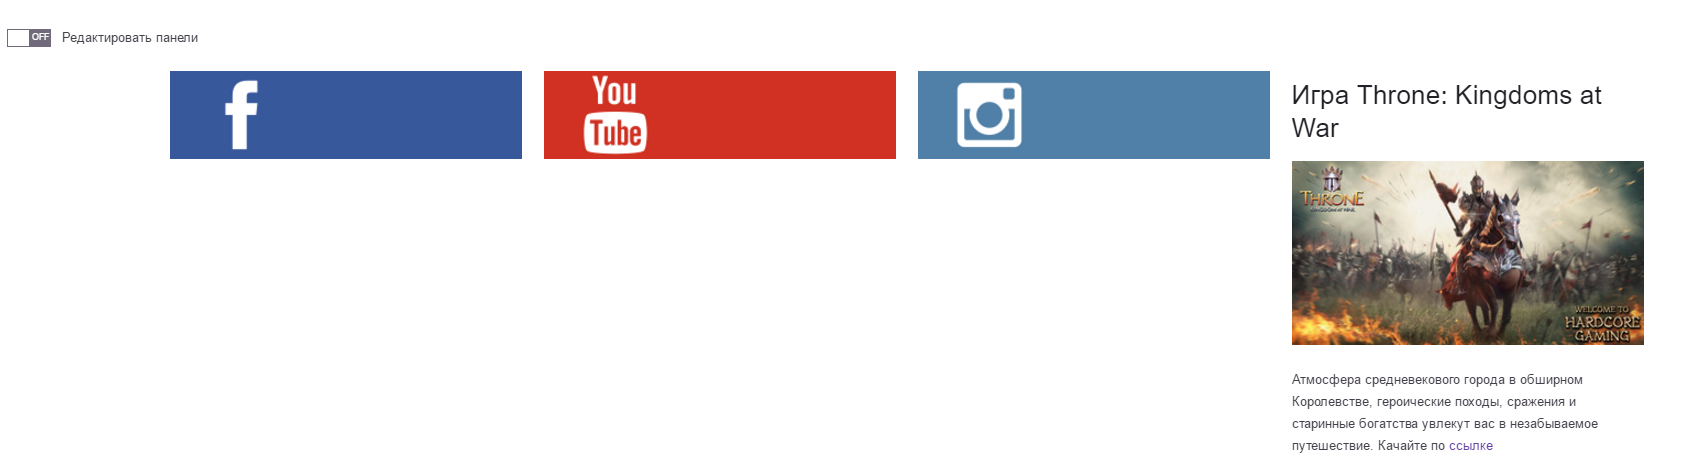 OFF Редактировать панели
f
You
Tube
Игра Throne: Kingdoms at
War
THRONE
KINGDOM AT WAR
WELCOME TO
HARDCORE
GAMING
Атмосфера средневекового города в обширном
Королевстве, героические походы, сражения и
старинные богатства увлекут вас в незабываемое
путешествие. Качайте по ссылке